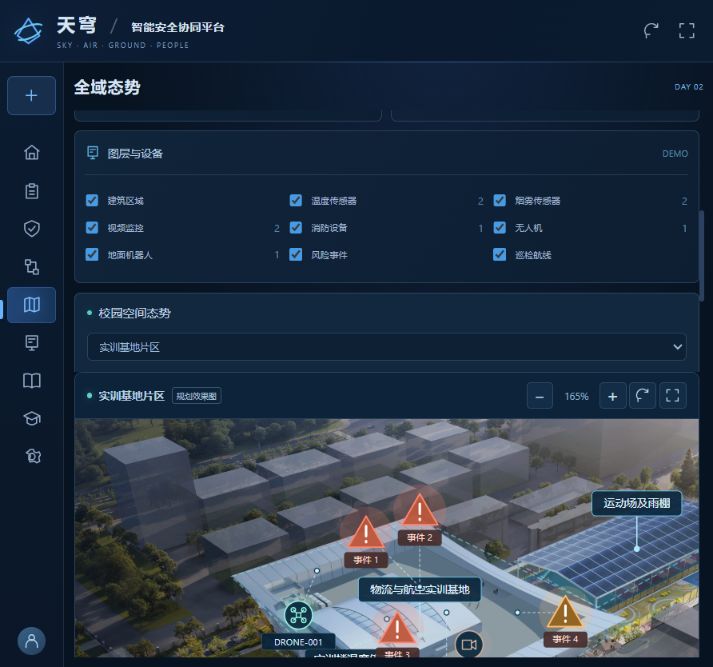 天穹 / 智能安全协同平台
SKY · AIR · GROUND · PEOPLE
全域态势
DAY 02
图层与设备
DEMO
建筑区域
温度传感器 2
烟雾传感器 2
视频监控 2
消防设备 1
无人机 1
地面机器人 1
风险事件
巡检航线
校园空间态势
实训基地片区
实训基地片区 规划效果图
165%
运动场及雨棚
事件 2
事件 1
物流与航空实训基地
事件 4
DRONE-001
事件 3